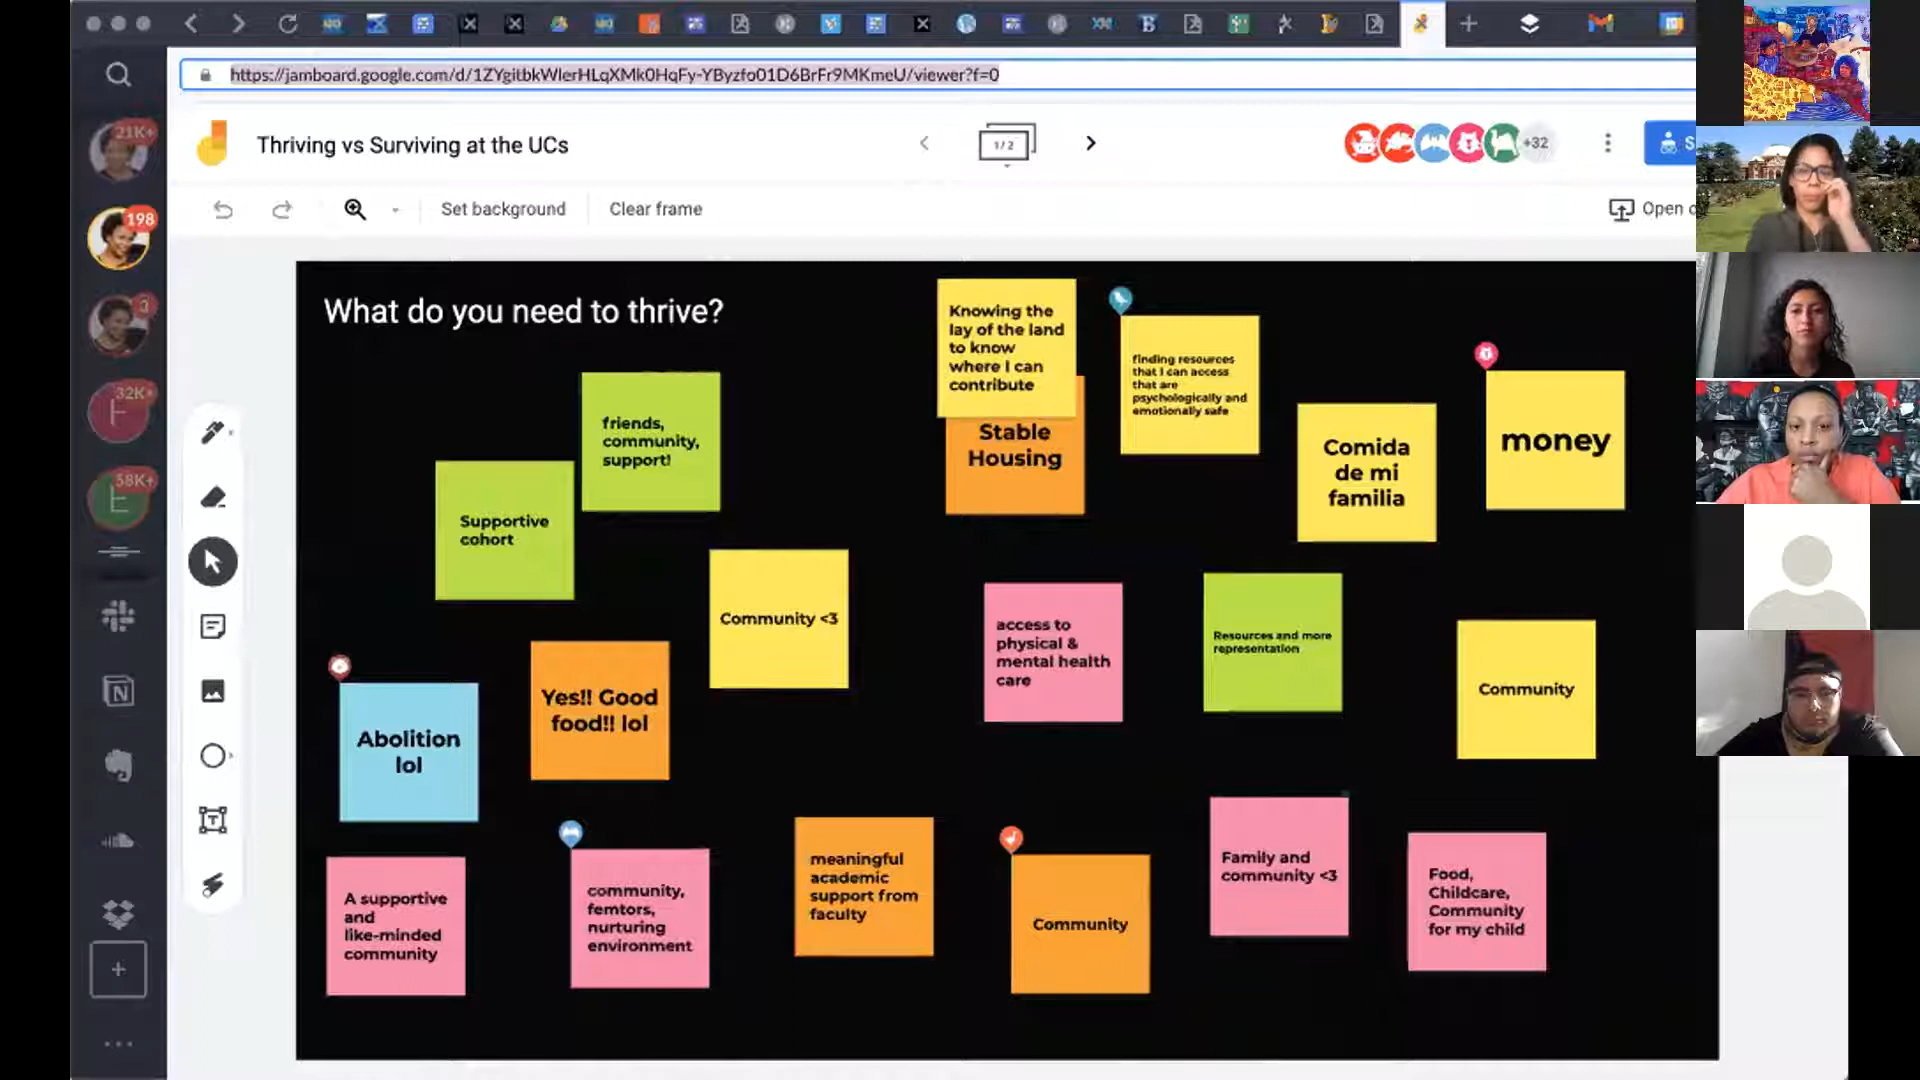 https://jamboard.google.com/d/1ZYgitbkWlerHLqXMk0HqFy-YByzfo01D6BrFr9MKmeU/viewer?f=0
21K+
198
3
32K+
58K+
Thriving vs Surviving at the UCs
1/2
+32
S
Set background
Clear frame
Open
What do you need to thrive?
Knowing the
lay of the land
to know
where I can
contribute
finding resources
that I can access
that are
psychologically and
emotionally safe
friends,
community,
support!
Stable
Housing
Comida
de mi
familia
money
Supportive
cohort
Community <3
access to
physical &
mental health
care
Resources and more
representation
Community
Abolition
lol
Yes!! Good
food!! lol
A supportive
and
like-minded
community
community,
femtors,
nurturing
environment
meaningful
academic
support from
faculty
Community
Family and
community <3
Food,
Childcare,
Community
for my child